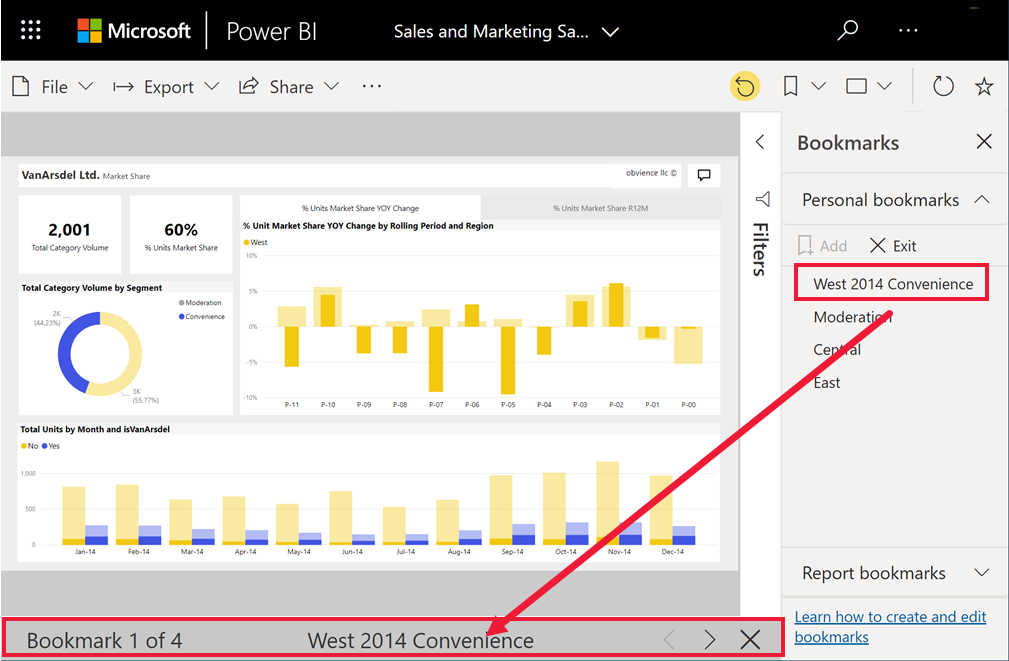 Microsoft Power BI Sales and Marketing Sa... ...
File Export Share ...
Bookmarks
VanArsdel Ltd. Market Share
obvience llc ©
Personal bookmarks
Add Exit
West 2014 Convenience
Moderation
Central
East
Filters
2,001
Total Category Volume
60%
% Units Market Share
% Units Market Share YOY Change
% Units Market Share R12M
% Unit Market Share YOY Change by Rolling Period and Region
West
10%
5%
0%
-5%
-10%
P-11 P-10 P-09 P-08 P-07 P-06 P-05 P-04 P-03 P-02 P-01 P-00
Total Category Volume by Segment
Moderation
Convenience
2K
(44.23%)
3K
(55.77%)
Total Units by Month and isVanArsdel
No Yes
1,000
500
0
Jan-14 Feb-14 Mar-14 Apr-14 May-14 Jun-14 Jul-14 Aug-14 Sep-14 Oct-14 Nov-14 Dec-14
Report bookmarks
Learn how to create and edit
bookmarks
Bookmark 1 of 4 West 2014 Convenience